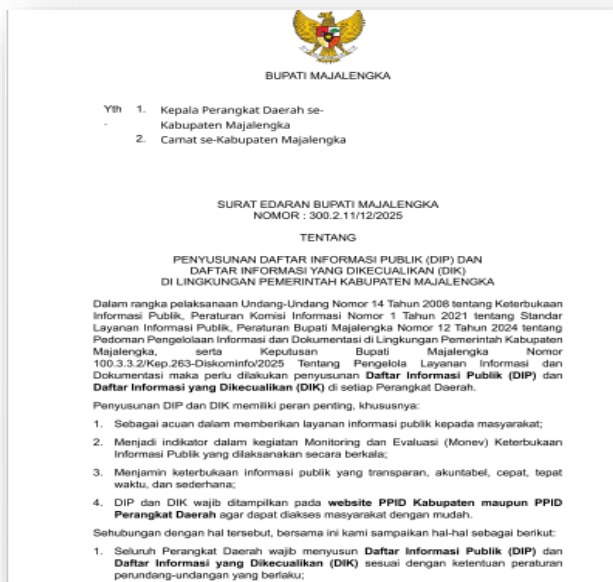 BUPATI MAJALENGKA
Yth 1. Kepala Perangkat Daerah se-
- Kabupaten Majalengka
2. Camat se-Kabupaten Majalengka
SURAT EDARAN BUPATI MAJALENGKA
NOMOR : 300.2.11/12/2025
TENTANG
PENYUSUNAN DAFTAR INFORMASI PUBLIK (DIP) DAN
DAFTAR INFORMASI YANG DIKECUALIKAN (DIK)
DI LINGKUNGAN PEMERINTAH KABUPATEN MAJALENGKA
Dalam rangka pelaksanaan Undang-Undang Nomor 14 Tahun 2008 tentang Keterbukaan
Informasi Publik, Peraturan Komisi Informasi Nomor 1 Tahun 2021 tentang Standar
Layanan Informasi Publik, Peraturan Bupati Majalengka Nomor 12 Tahun 2024 tentang
Pedoman Pengelolaan Informasi dan Dokumentasi di Lingkungan Pemerintah Kabupaten
Majalengka, serta Keputusan Bupati Majalengka Nomor
100.3.3.2/Kep.263-Diskominfo/2025 Tentang Pengelola Layanan Informasi dan
Dokumentasi maka perlu dilakukan penyusunan Daftar Informasi Publik (DIP) dan
Daftar Informasi yang Dikecualikan (DIK) di setiap Perangkat Daerah.
Penyusunan DIP dan DIK memiliki peran penting, khususnya:
1. Sebagai acuan dalam memberikan layanan informasi publik kepada masyarakat;
2. Menjadi indikator dalam kegiatan Monitoring dan Evaluasi (Monev) Keterbukaan
Informasi Publik yang dilaksanakan secara berkala;
3. Menjamin keterbukaan informasi publik yang transparan, akuntabel, cepat, tepat
waktu, dan sederhana;
4. DIP dan DIK wajib ditampilkan pada website PPID Kabupaten maupun PPID
Perangkat Daerah agar dapat diakses masyarakat dengan mudah.
Sehubungan dengan hal tersebut, bersama ini kami sampaikan hal-hal sebagai berikut:
1. Seluruh Perangkat Daerah wajib menyusun Daftar Informasi Publik (DIP) dan
Daftar Informasi yang Dikecualikan (DIK) sesuai dengan ketentuan peraturan
perundang-undangan yang berlaku;